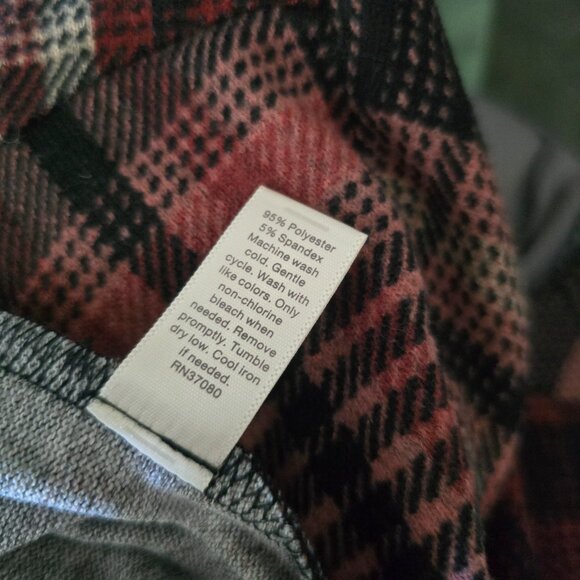 95% Polyester
5% Spandex
Machine wash
cold. Gentle
cycle. Wash with
like colors. Only
non-chlorine
bleach when
needed. Remove
promptly. Tumble
dry low. Cool iron
if needed.
RN37080